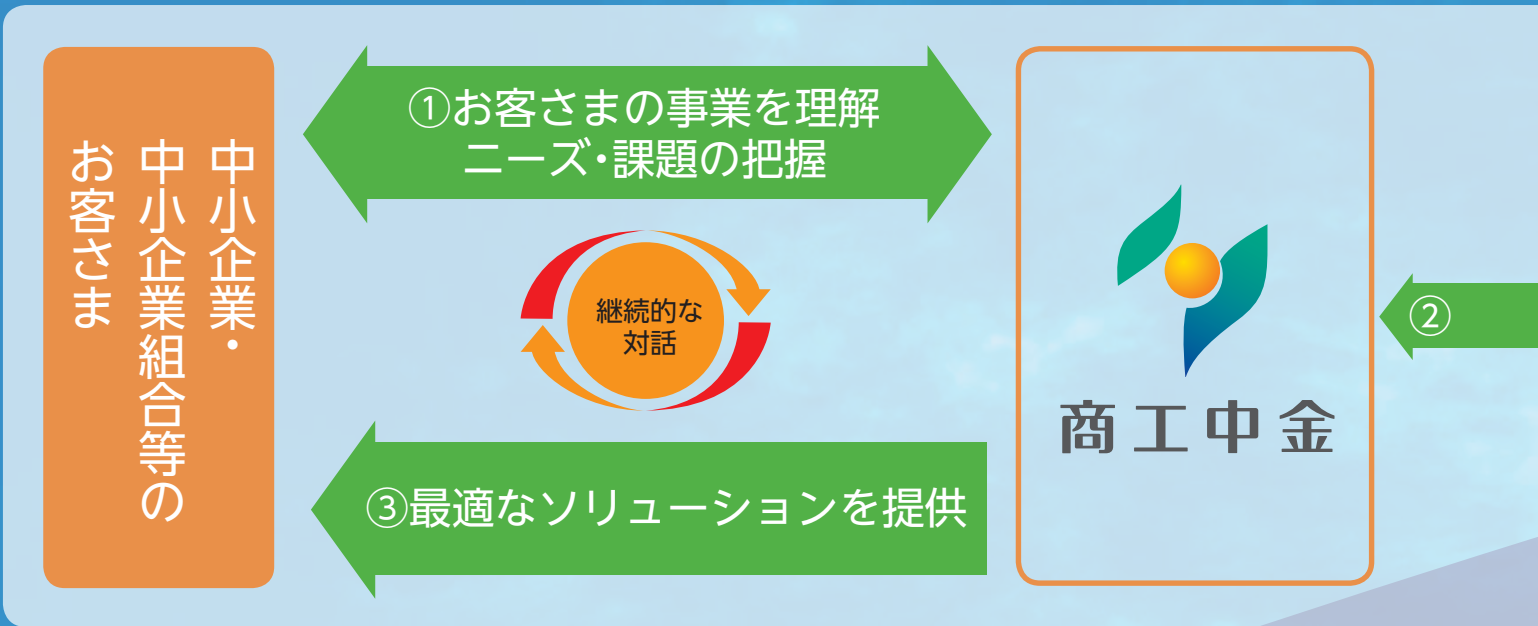 中小企業・
中小企業組合等の
お客さま
①お客さまの事業を理解
ニーズ・課題の把握
継続的な
対話
③最適なソリューションを提供
商工中金
②